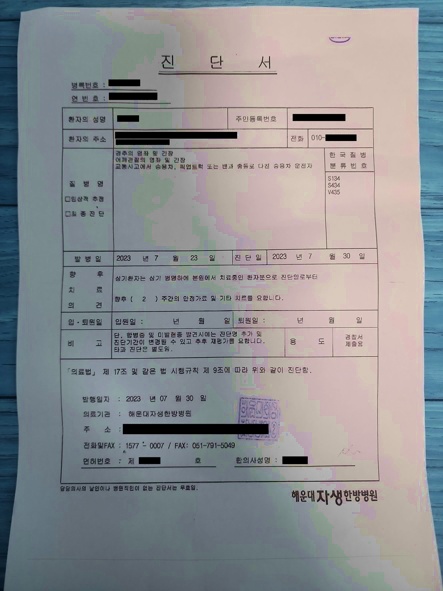 진 단 서
병록번호 :
연 번 호 :
환자의 성명 주민등록번호
환자의 주소 전화 010-
질 병 명
경추의 염좌 및 긴장
어깨관절의 염좌 및 긴장
교통사고에서 승용차, 픽업트럭 또는 밴과 충돌로 다친 승용차 운전자
한 국 질 병
분 류 번 호
S134
S434
V435
□임상적 추정
□최 종 진 단
발 병 일 2023 년 7 월 23 일 진 단 일 2023 년 7 월 30 일
향 후
치 료
의 견
상기환자는 상기 병명하에 본원에서 치료중인 환자분으로 진단일로부터
향후 ( 2 ) 주간의 안정가료 및 기타 치료를 요합니다.
입·퇴원일 입원일 : 년 월 일 퇴원일 : 년 월 일
비 고
단, 합병증 및 미발현증 발견시에는 진단명 추가 및
진단기간이 변경될 수 있고 추후 재평가를 요합니다.
타과 진단은 별도임.
용 도
경찰서
제출용
「의료법」 제 17조 및 같은 법 시행규칙 제 9조에 따라 위와 같이 진단함.
발행일자 : 2023 년 07 월 30 일
의료기관 : 해운대자생한방병원
주 소 :
전화및FAX : 1577 - 0007 / FAX: 051-791-5049
면허번호 : 제 호 한의사성명 :
담당의사의 날인이나 병원직인이 없는 진단서는 무효임.
해운대 자생한방병원